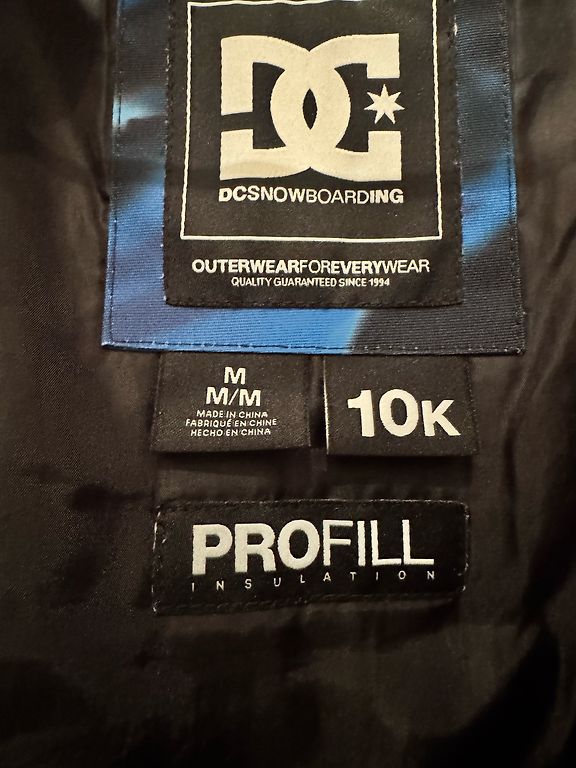 DC
DCSNOWBOARDING
OUTERWEARFOREVERYWEAR
QUALITY GUARANTEED SINCE 1994
M
M/M
MADE IN CHINA
FABRIQUÉ EN CHINE
HECHO EN CHINA
10K
PROFILL
INSULATION